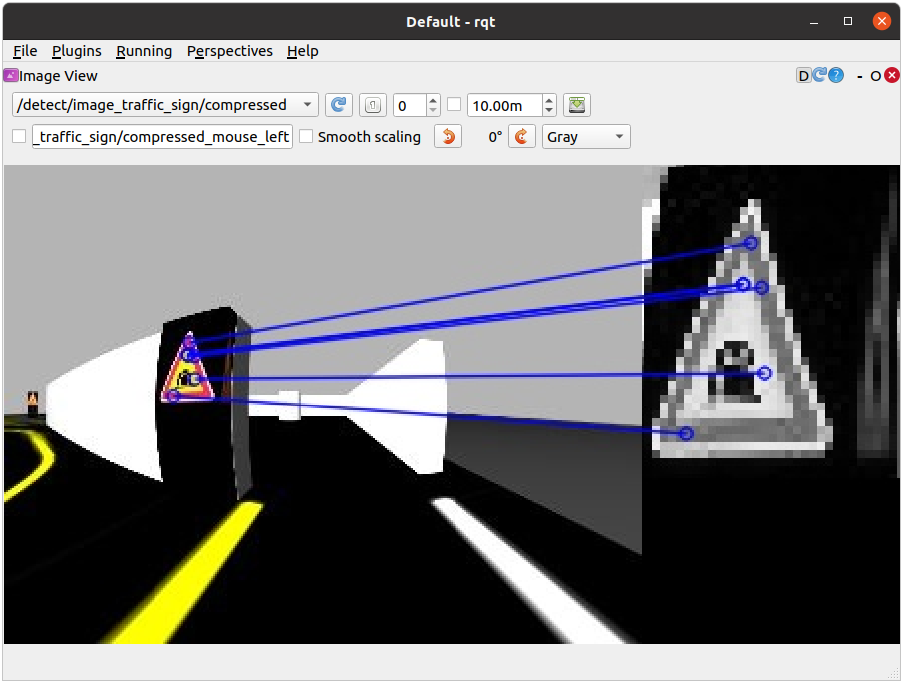 Default - rqt
File Plugins Running Perspectives Help
Image View D ? - O
/detect/image_traffic_sign/compressed 0 10.00m
_traffic_sign/compressed_mouse_left Smooth scaling 0° Gray